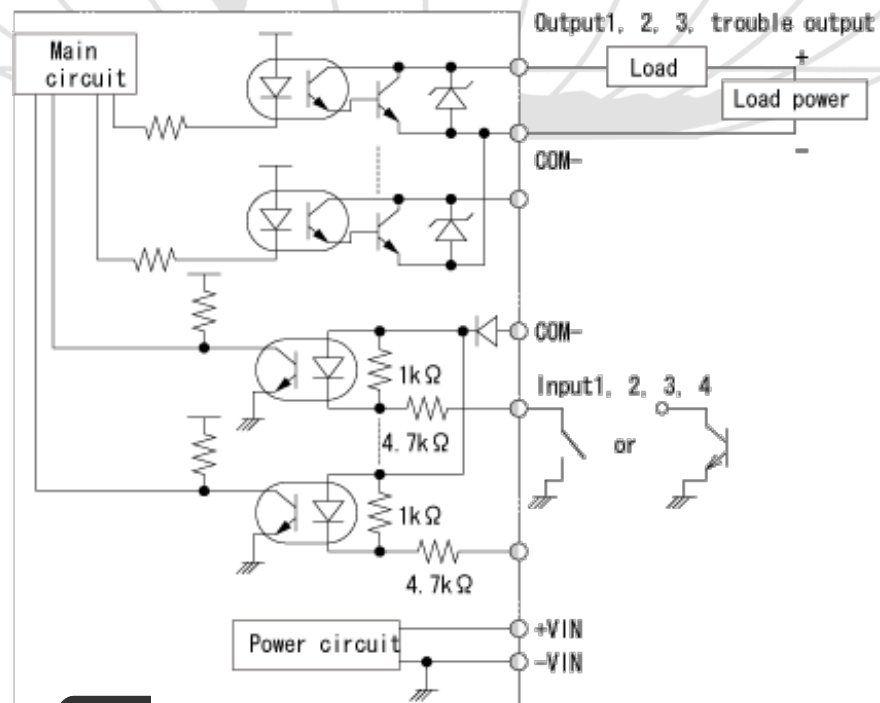 Output1, 2, 3, trouble output
Main
circuit
Load
+
Load power
-
COM-
COM-
1kΩ
Input1, 2, 3, 4
4.7kΩ
or
1kΩ
4.7kΩ
Power circuit
+VIN
-VIN